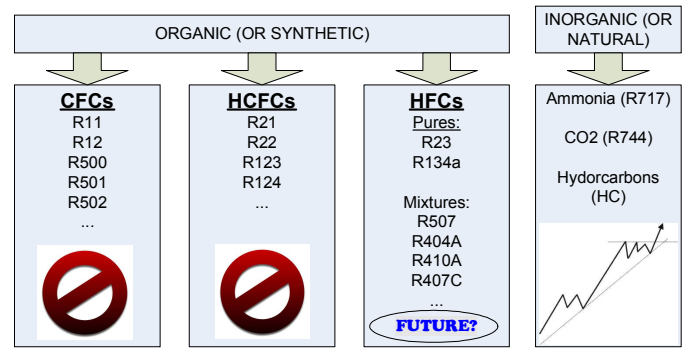 ORGANIC (OR SYNTHETIC)
INORGANIC (OR
NATURAL)
CFCs
R11
R12
R500
R501
R502
...
HCFCs
R21
R22
R123
R124
...
HFCs
Pures:
R23
R134a
Mixtures:
R507
R404A
R410A
R407C
...
FUTURE?
Ammonia (R717)
CO2 (R744)
Hydorcarbons
(HC)